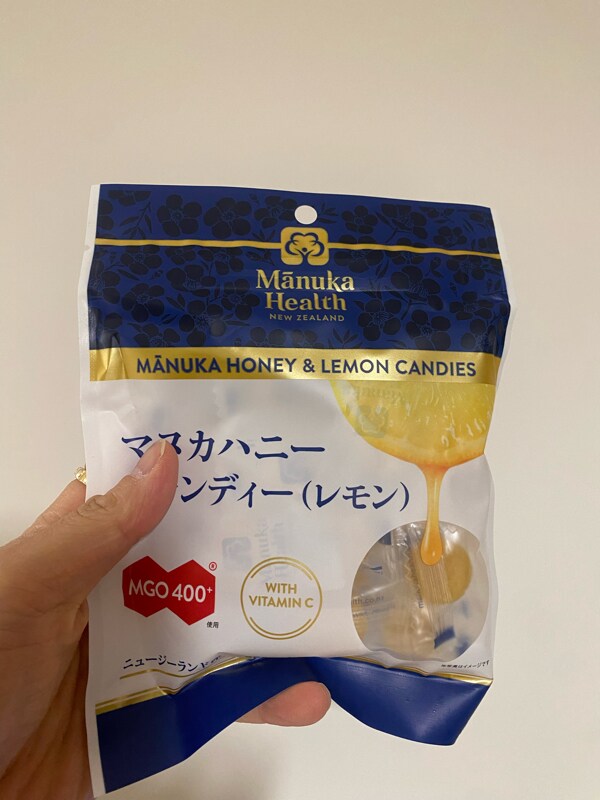 Mānuka
Health
NEW ZEALAND
MĀNUKA HONEY & LEMON CANDIES
マヌカハニー
ンディー(レモン)
MGO 400+
®
使用
WITH
VITAMIN C
ニュージーラン